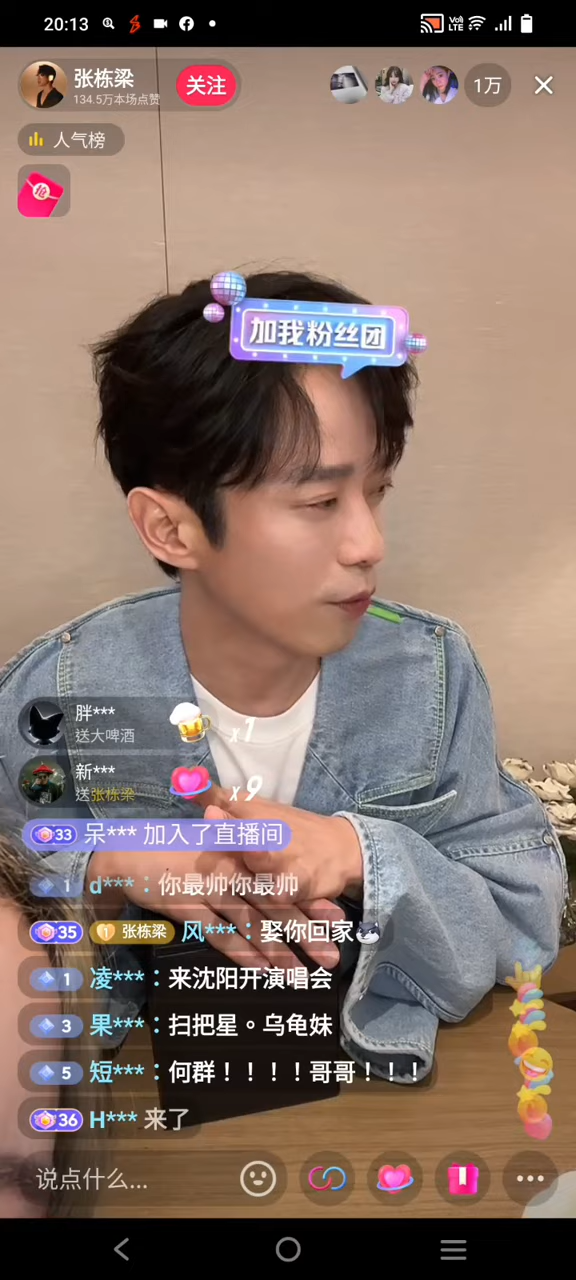 20:13
VoLTE
张栋梁
134.5万本场点赞
关注
1万
人气榜
加我粉丝团
胖***
送大啤酒
x1
新***
送张栋梁
x9
33 呆*** 加入了直播间
1 d***：你最帅你最帅
35 1 张栋梁 风***：娶你回家
1 凌***：来沈阳开演唱会
3 果***：扫把星。乌龟妹
5 短***：何群！！！！哥哥！！！
36 H*** 来了
说点什么...